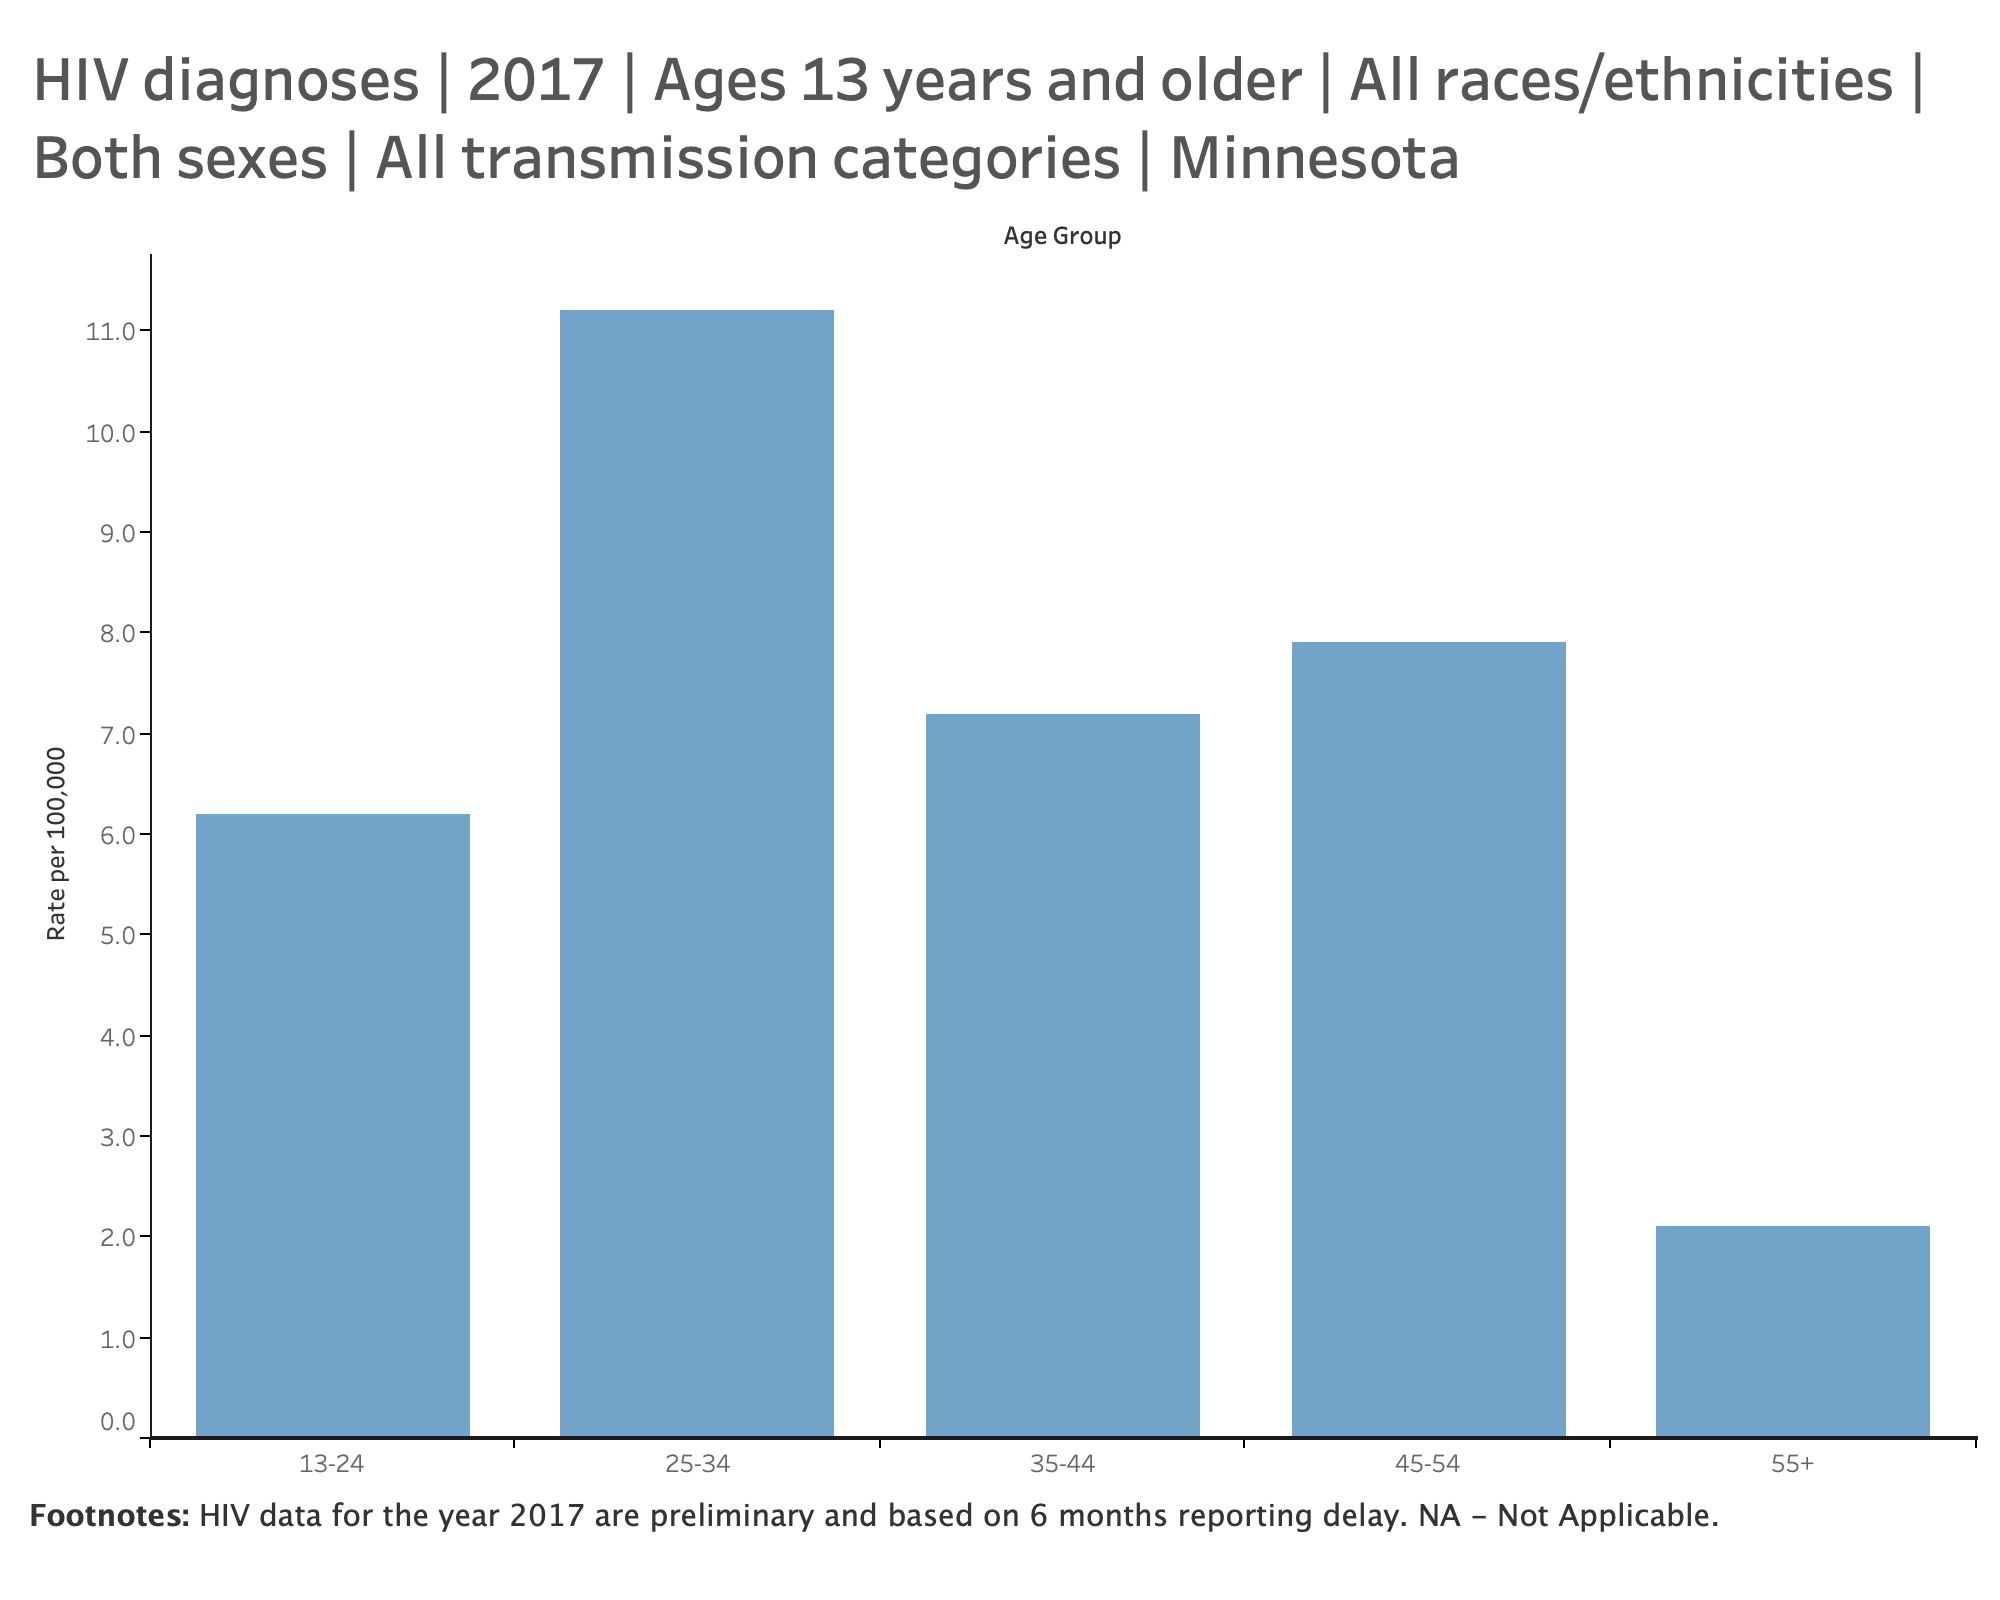 HIV diagnoses | 2017 | Ages 13 years and older | All races/ethnicities |
Both sexes | All transmission categories | Minnesota
Age Group
Rate per 100,000
11.0
10.0
9.0
8.0
7.0
6.0
5.0
4.0
3.0
2.0
1.0
0.0
13-24 25-34 35-44 45-54 55+
Footnotes: HIV data for the year 2017 are preliminary and based on 6 months reporting delay. NA – Not Applicable.